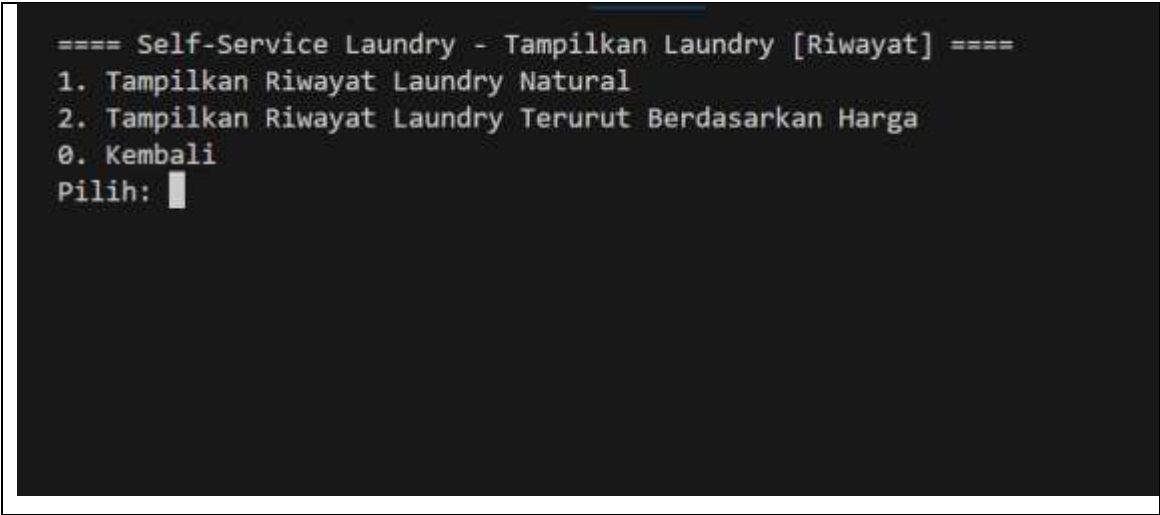 ==== Self-Service Laundry - Tampilkan Laundry [Riwayat] ====
1. Tampilkan Riwayat Laundry Natural
2. Tampilkan Riwayat Laundry Terurut Berdasarkan Harga
0. Kembali
Pilih: